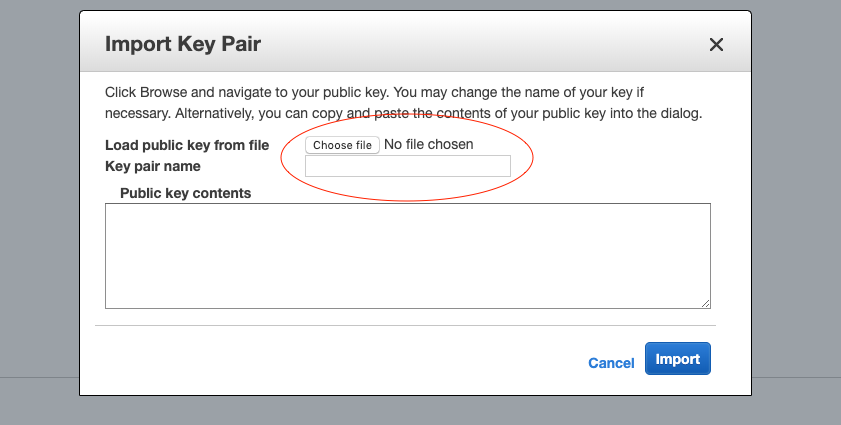 Import Key Pair
Click Browse and navigate to your public key. You may change the name of your key if
necessary. Alternatively, you can copy and paste the contents of your public key into the dialog.
Load public key from file Choose file No file chosen
Key pair name
Public key contents
Cancel Import